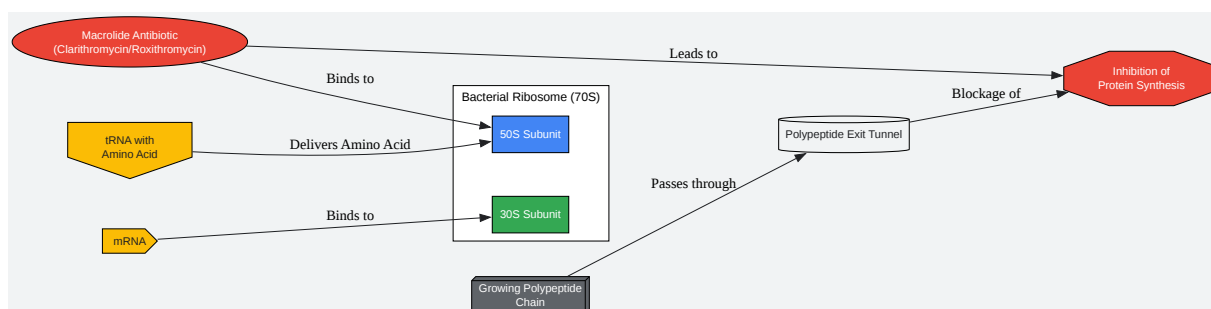 Macrolide Antibiotic
(Clarithromycin/Roxithromycin)
Leads to
Inhibition of
Protein Synthesis
Binds to
Bacterial Ribosome (70S)
Blockage of
50S Subunit
Polypeptide Exit Tunnel
tRNA with
Amino Acid
Delivers Amino Acid
Passes through
Binds to
30S Subunit
mRNA
Growing Polypeptide
Chain